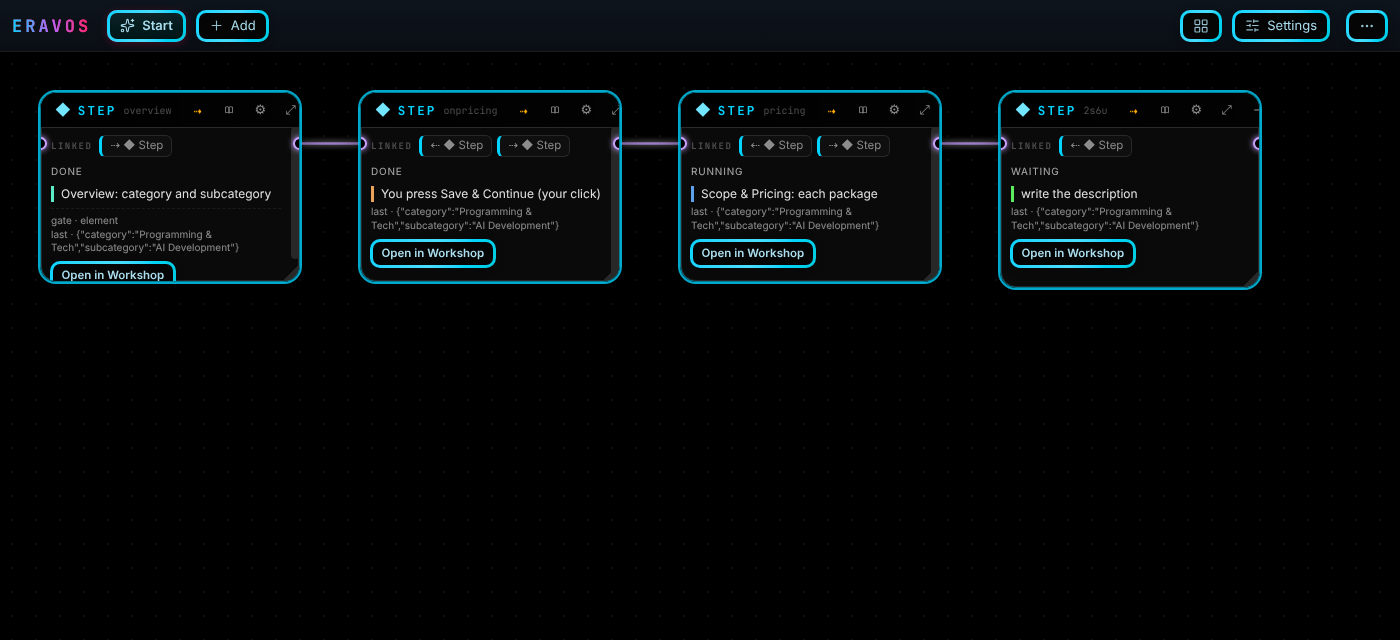 ERAVOS
Start
Add
Settings
STEP overview
LINKED
Step
DONE
Overview: category and subcategory
gate · element
last · {"category":"Programming &
Tech","subcategory":"AI Development"}
Open in Workshop
STEP onpricing
LINKED
Step
Step
DONE
You press Save & Continue (your click)
last · {"category":"Programming &
Tech","subcategory":"AI Development"}
Open in Workshop
STEP pricing
LINKED
Step
Step
RUNNING
Scope & Pricing: each package
last · {"category":"Programming &
Tech","subcategory":"AI Development"}
Open in Workshop
STEP 2s6u
LINKED
Step
WAITING
write the description
last · {"category":"Programming &
Tech","subcategory":"AI Development"}
Open in Workshop